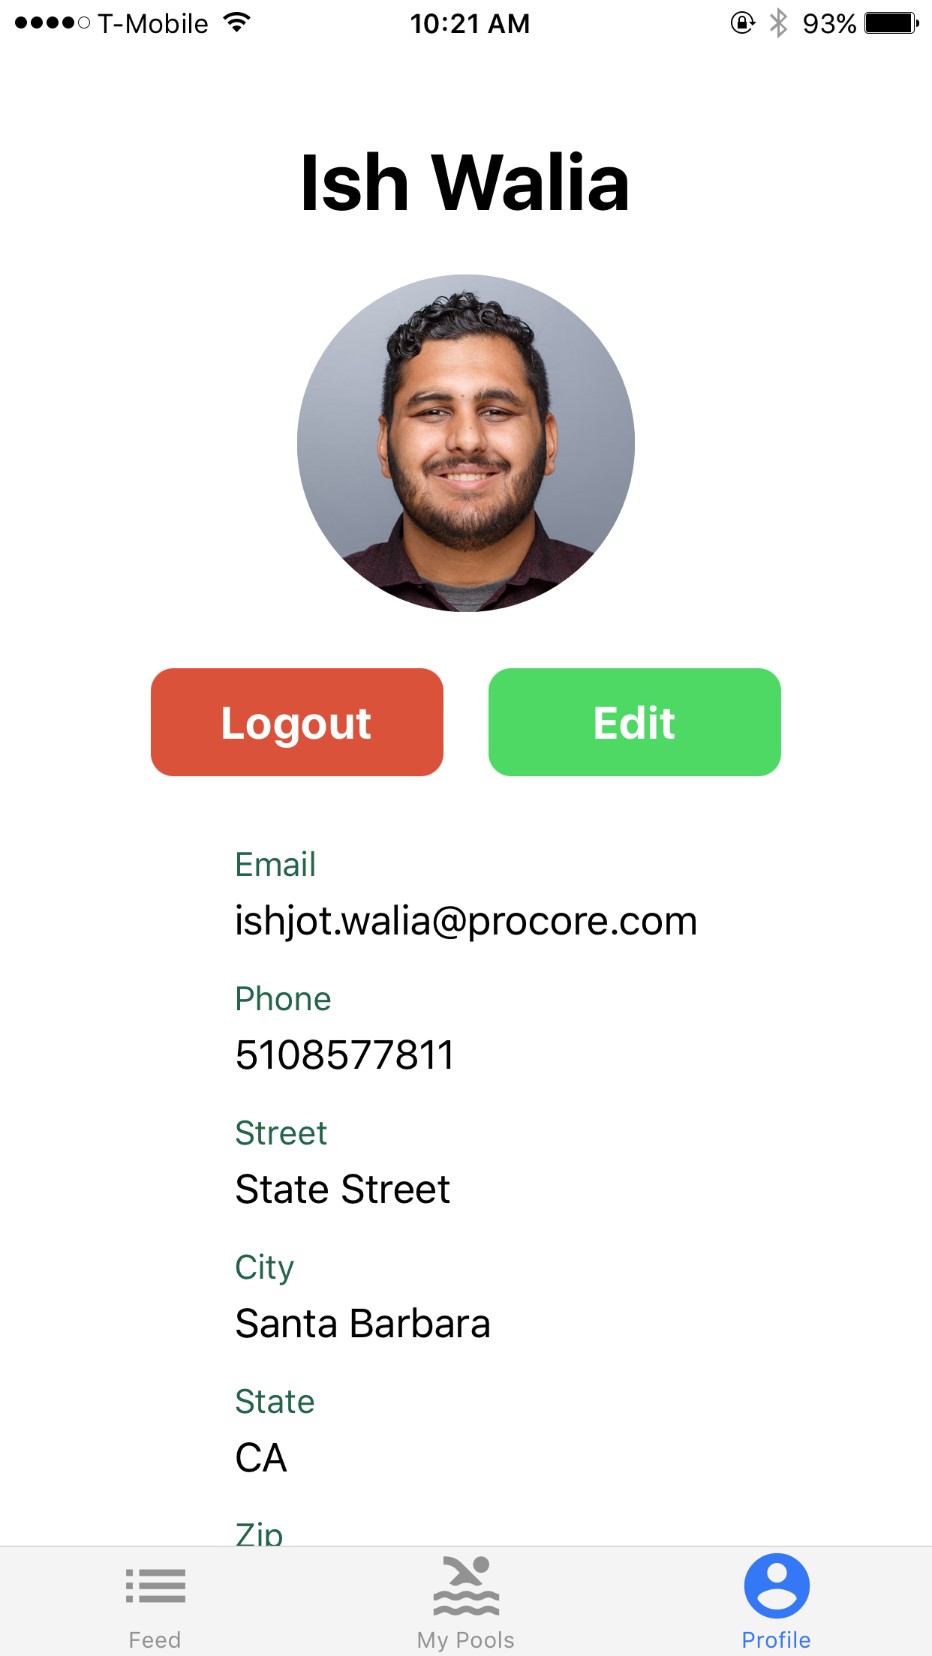 T-Mobile 10:21 AM 93%
Ish Walia
Logout Edit
Email
ishjot.walia@procore.com
Phone
5108577811
Street
State Street
City
Santa Barbara
State
CA
Zip
Feed My Pools Profile